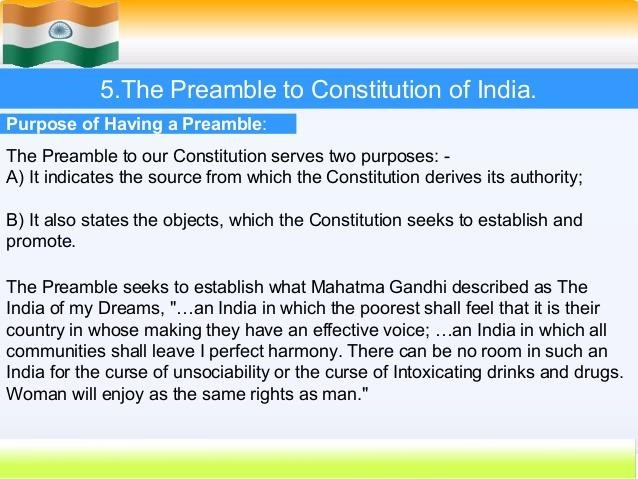 5.The Preamble to Constitution of India.
Purpose of Having a Preamble:
The Preamble to our Constitution serves two purposes: -
A) It indicates the source from which the Constitution derives its authority;
B) It also states the objects, which the Constitution seeks to establish and
promote.
The Preamble seeks to establish what Mahatma Gandhi described as The
India of my Dreams, "…an India in which the poorest shall feel that it is their
country in whose making they have an effective voice; …an India in which all
communities shall leave I perfect harmony. There can be no room in such an
India for the curse of unsociability or the curse of Intoxicating drinks and drugs.
Woman will enjoy as the same rights as man."